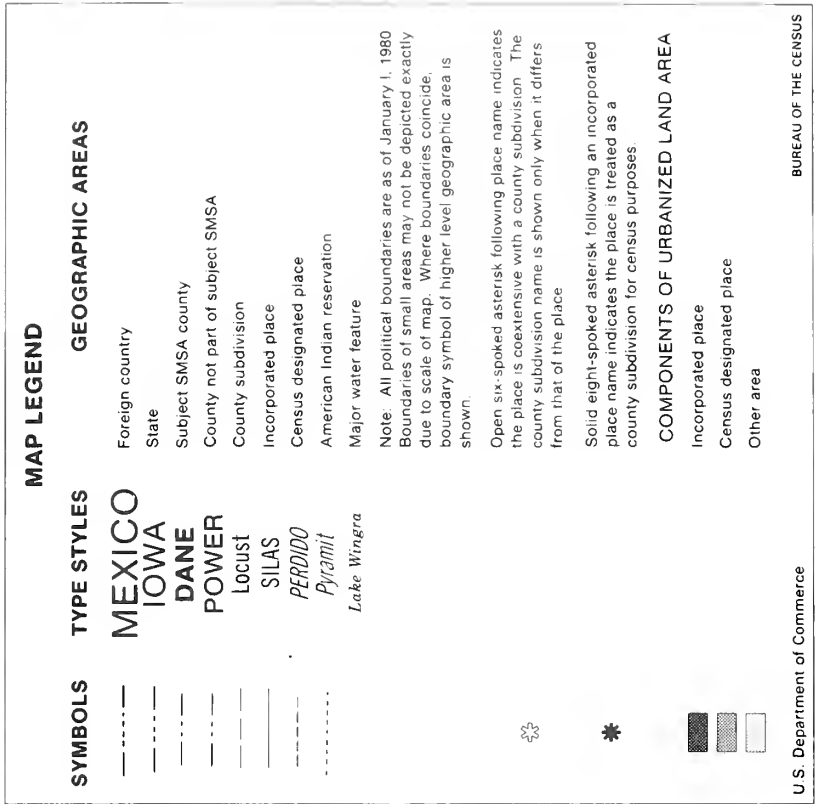 MAP LEGEND
SYMBOLS TYPE STYLES GEOGRAPHIC AREAS
MEXICO Foreign country
IOWA State
DANE Subject SMSA county
POWER County not part of subject SMSA
Locust County subdivision
SILAS Incorporated place
PERDIDO Census designated place
Pyramit American Indian reservation
Lake Wingra Major water feature
Note: All political boundaries are as of January 1, 1980
Boundaries of small areas may not be depicted exactly
due to scale of map. Where boundaries coincide,
boundary symbol of higher level geographic area is
shown.
Open six-spoked asterisk following place name indicates
the place is coextensive with a county subdivision The
county subdivision name is shown only when it differs
from that of the place
Solid eight-spoked asterisk following an incorporated
place name indicates the place is treated as a
county subdivision for census purposes.
COMPONENTS OF URBANIZED LAND AREA
Incorporated place
Census designated place
Other area
U.S. Department of Commerce BUREAU OF THE CENSUS